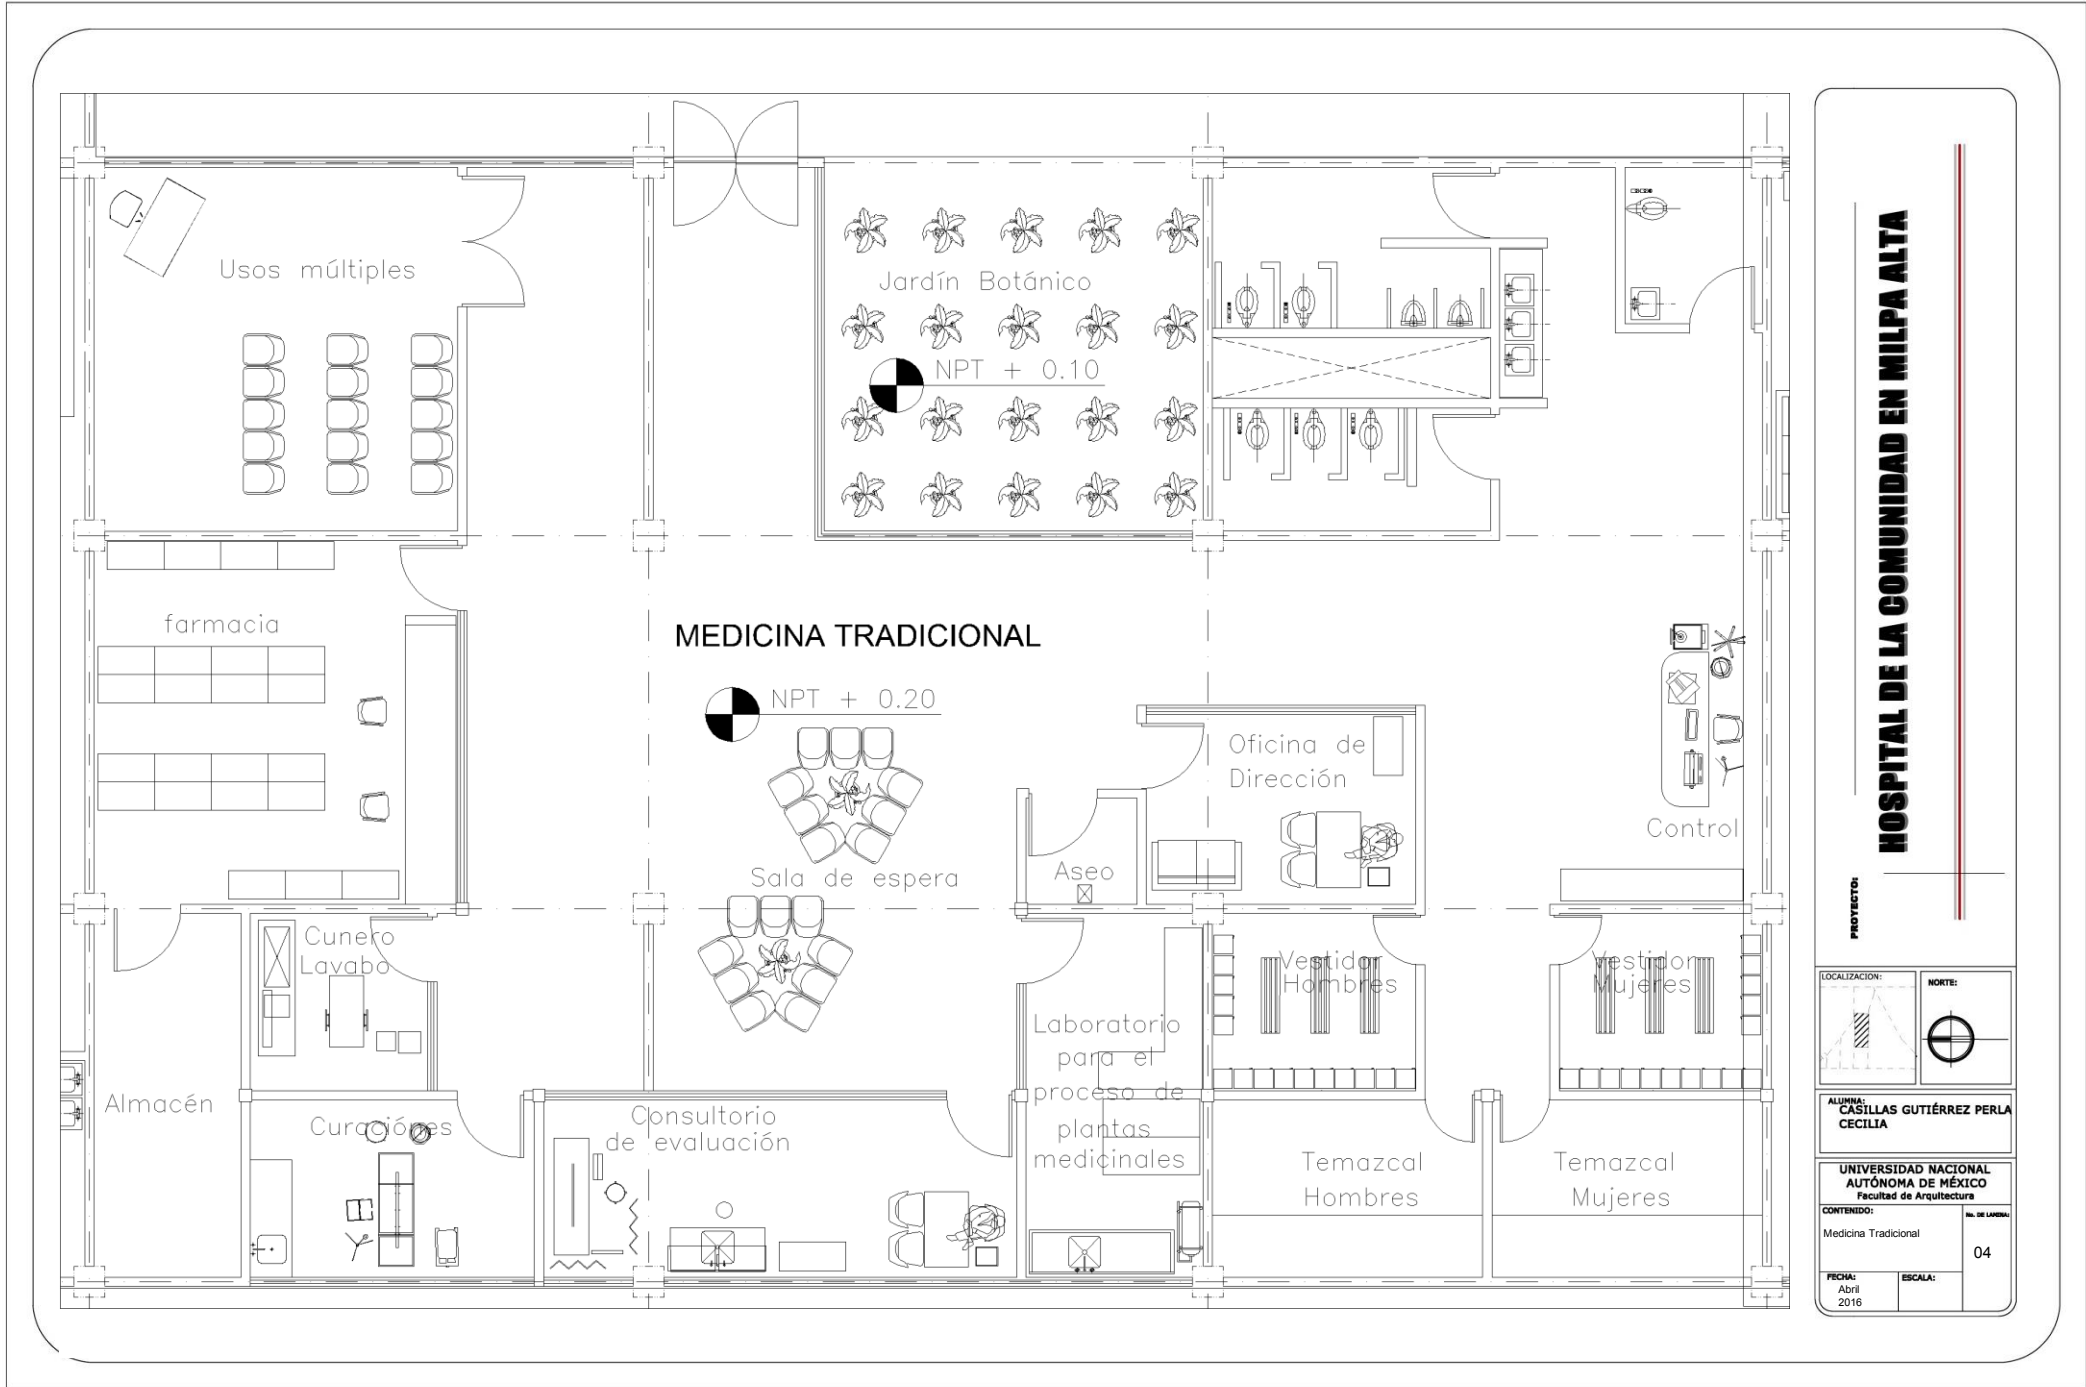 Usos múltiples
Jardín Botánico
NPT + 0.10
farmacia
MEDICINA TRADICIONAL
NPT + 0.20
Oficina de
Dirección
Control
Sala de espera
Aseo
Cunero
Lavabo
Vestidor
Hombres
Vestidor
Mujeres
Laboratorio
para el
proceso de
plantas
medicinales
Almacén
Curaciónes
Consultorio
de evaluación
Temazcal
Hombres
Temazcal
Mujeres
HOSPITAL DE LA COMUNIDAD EN MILPA ALTA
PROYECTO:
LOCALIZACION:
NORTE:
ALUMNA:
CASILLAS GUTIÉRREZ PERLA
CECILIA
UNIVERSIDAD NACIONAL
AUTÓNOMA DE MÉXICO
Facultad de Arquitectura
CONTENIDO:
Medicina Tradicional
No. DE LAMINA:
04
FECHA:
Abril
2016
ESCALA: